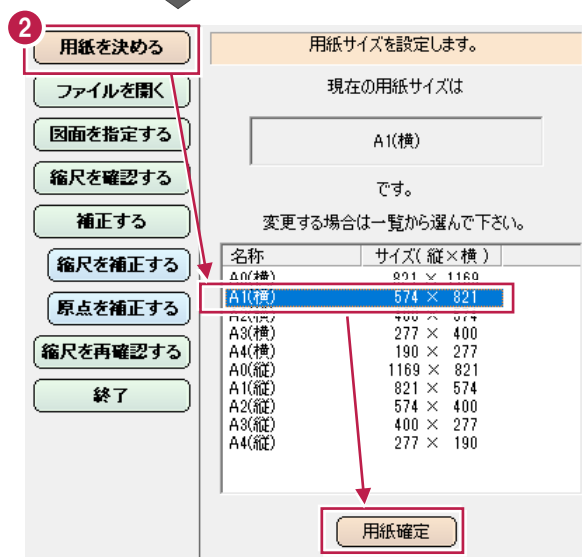 2
用紙を決める
ファイルを開く
図面を指定する
縮尺を確認する
補正する
縮尺を補正する
原点を補正する
縮尺を再確認する
終了
用紙サイズを設定します。
現在の用紙サイズは
A1(横)
です。
変更する場合は一覧から選んで下さい。
名称 サイズ( 縦×横 )
A0(横) 821 × 1169
A1(横) 574 × 821
A2(横) 400 × 574
A3(横) 277 × 400
A4(横) 190 × 277
A0(縦) 1169 × 821
A1(縦) 821 × 574
A2(縦) 574 × 400
A3(縦) 400 × 277
A4(縦) 277 × 190
用紙確定